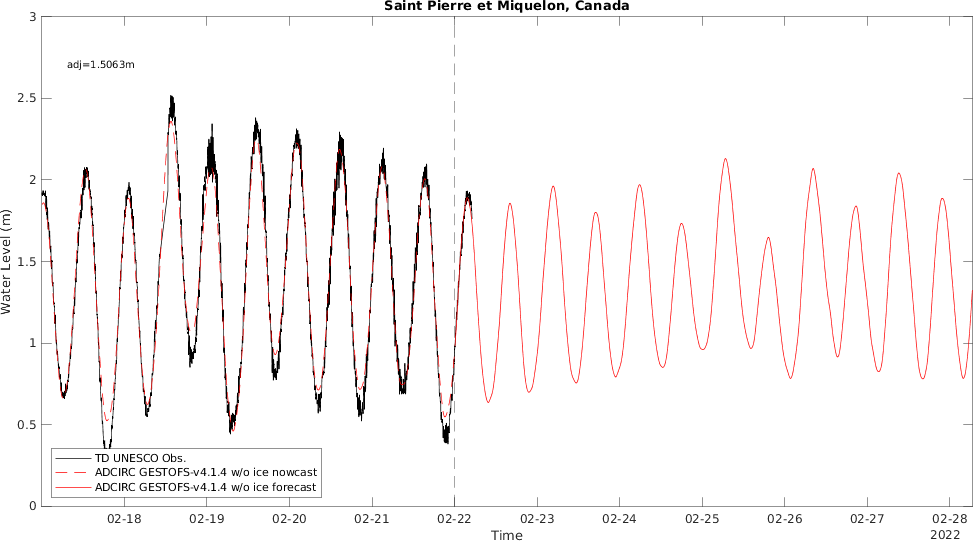 Saint Pierre et Miquelon, Canada
3
2.5
2
1.5
1
0.5
0
adj=1.5063m
Water Level (m)
TD UNESCO Obs.
ADCIRC GESTOFS-v4.1.4 w/o ice nowcast
ADCIRC GESTOFS-v4.1.4 w/o ice forecast
02-18 02-19 02-20 02-21 02-22 02-23 02-24 02-25 02-26 02-27 02-28
2022
Time